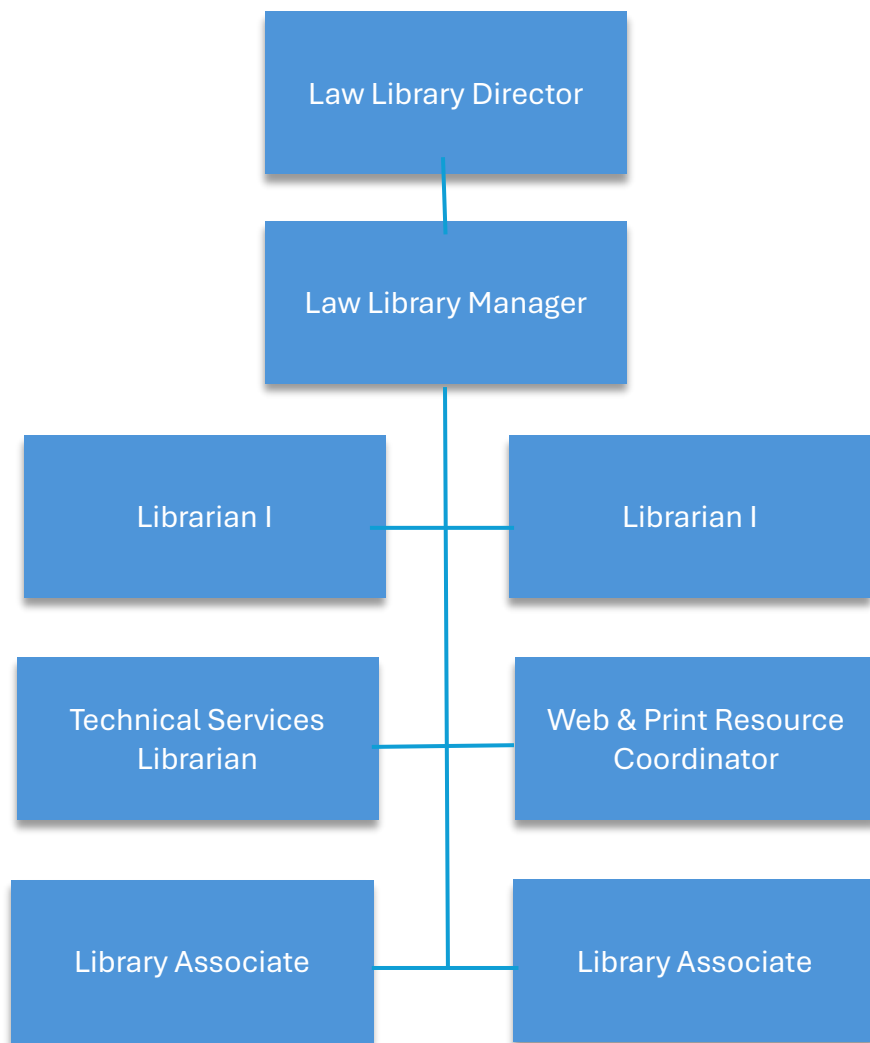 Law Library Director
Law Library Manager
Librarian I
Librarian I
Technical Services
Librarian
Web & Print Resource
Coordinator
Library Associate
Library Associate